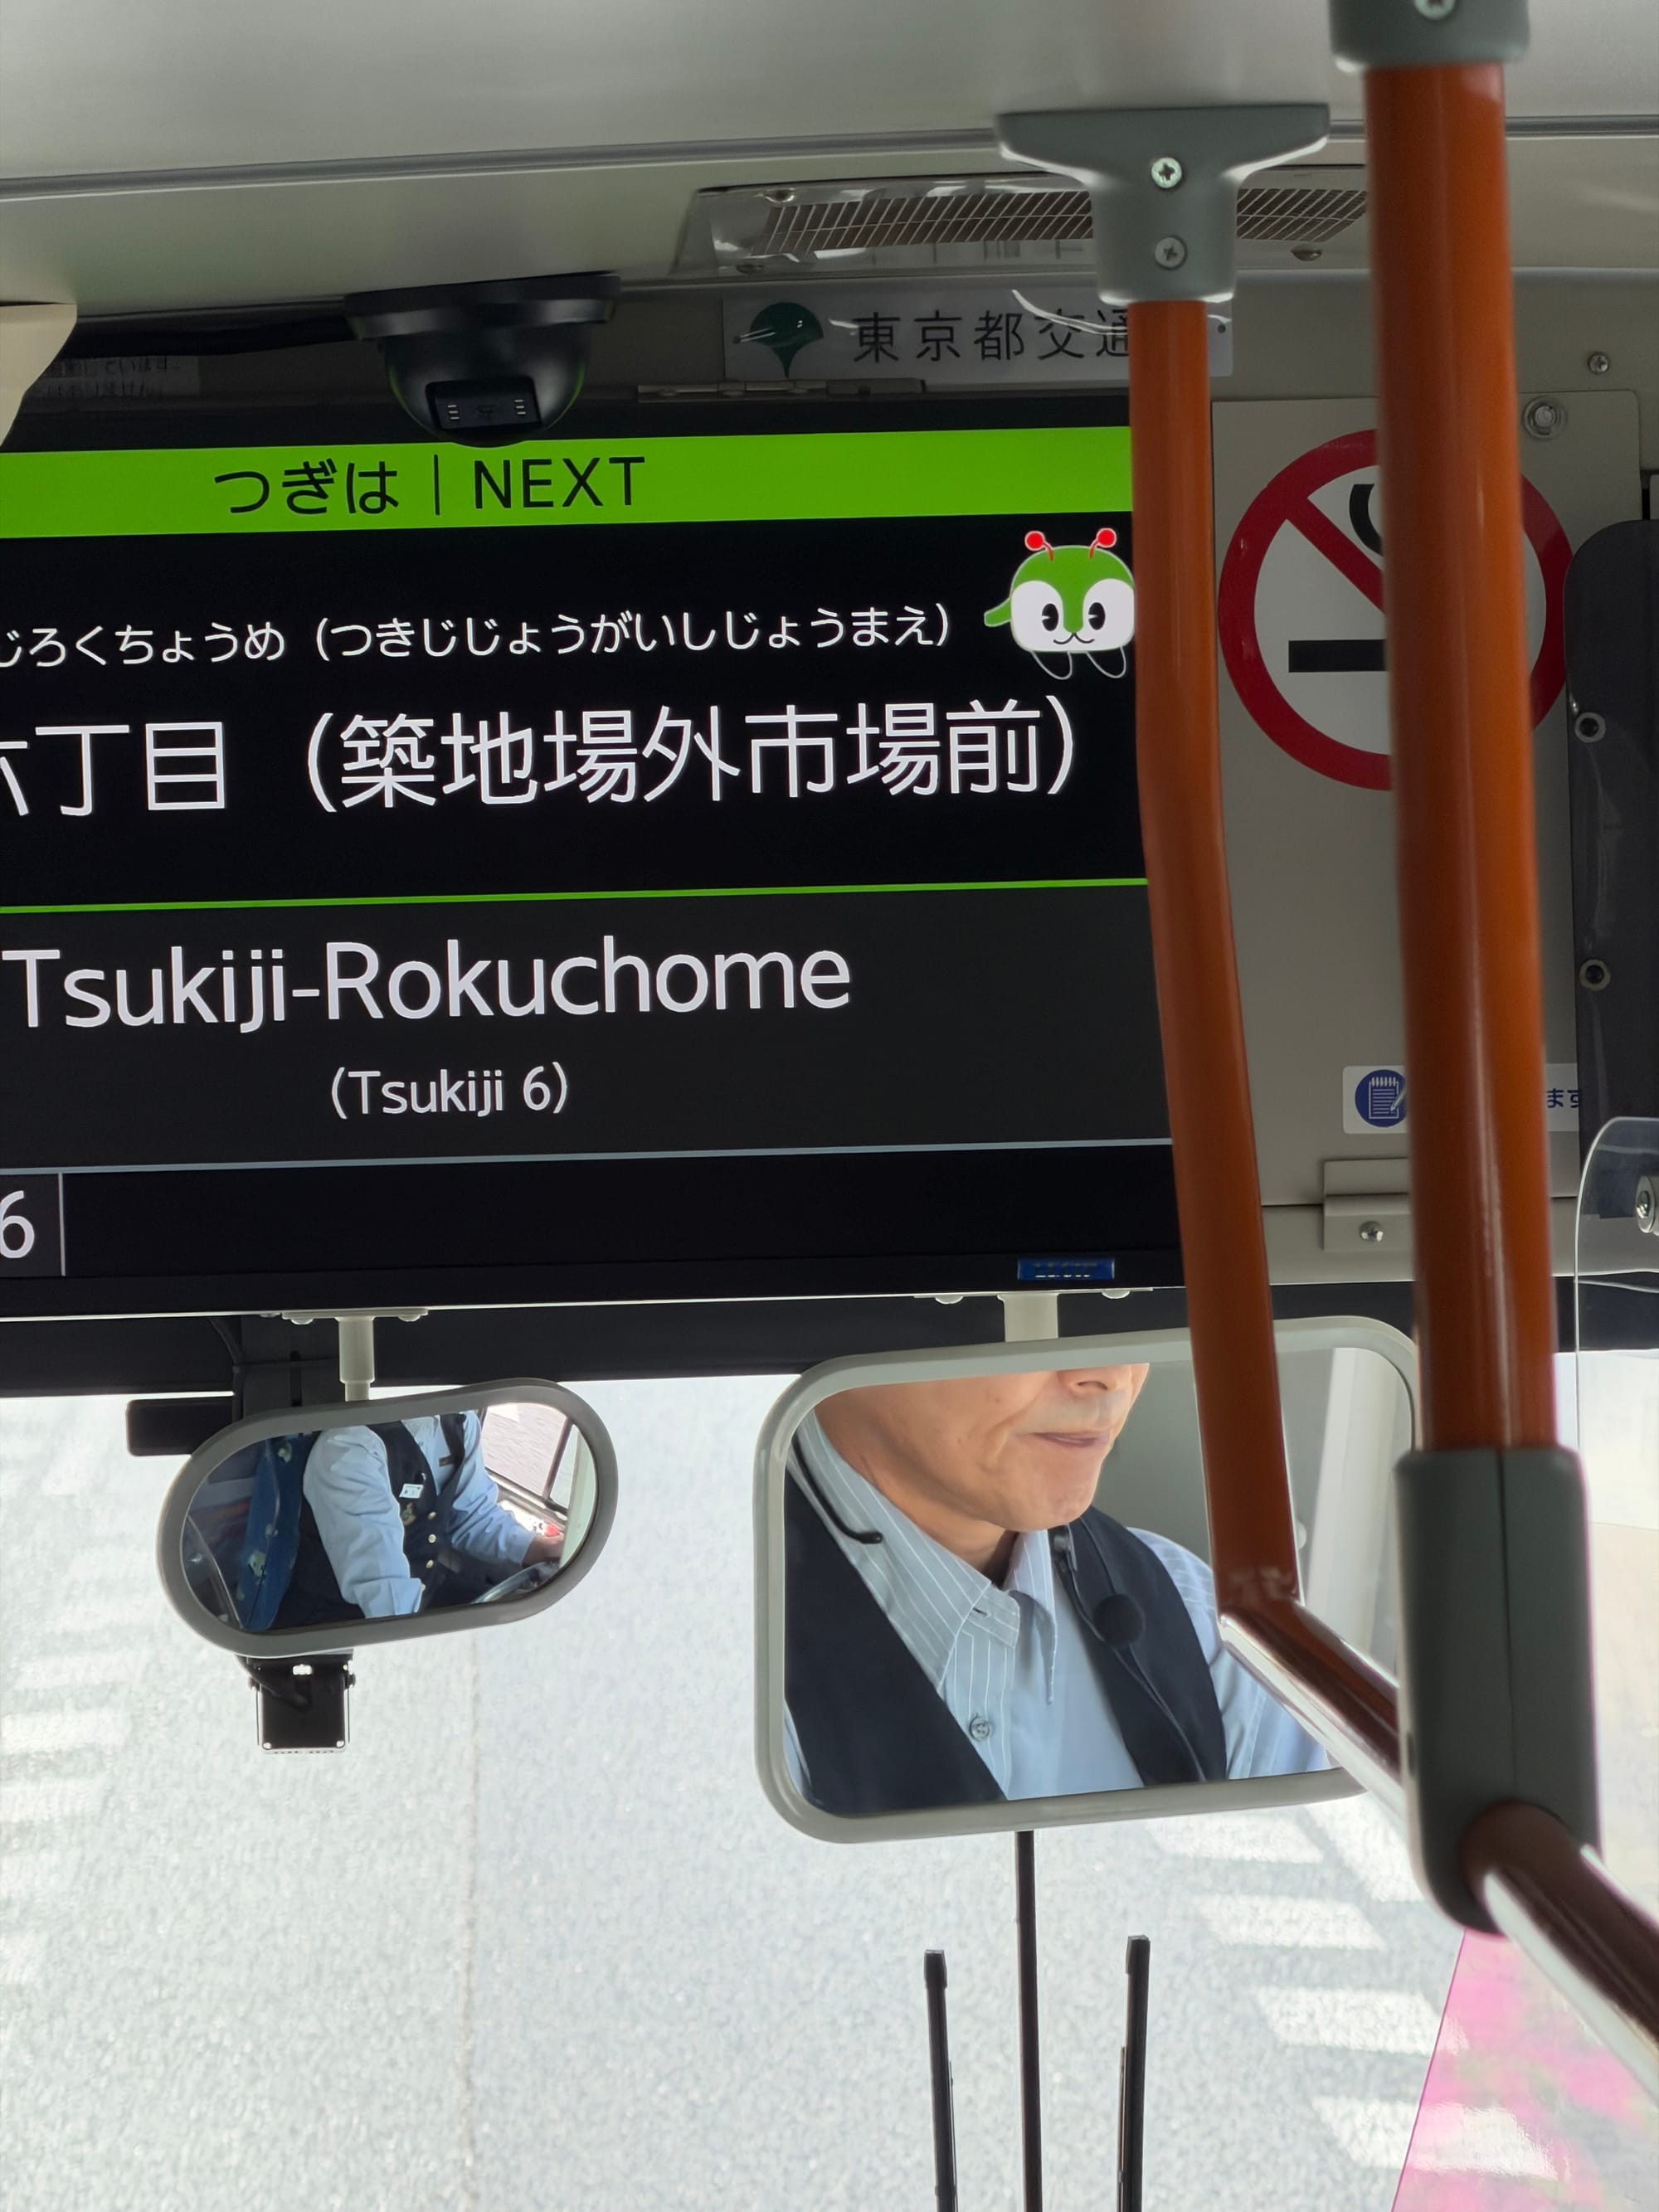 東京都交通
つぎは｜NEXT
じろくちょうめ（つきじじょうがいしじょうまえ）
六丁目（築地場外市場前）
Tsukiji-Rokuchome
(Tsukiji 6)
ます
6